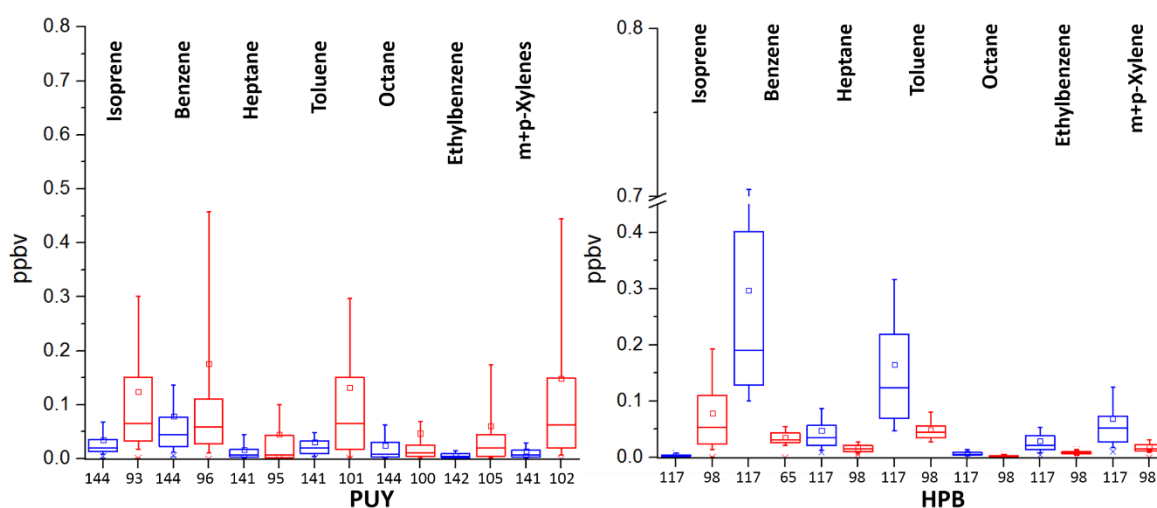 0.8
0.7
0.6
0.5
0.4
0.3
0.2
0.1
0.0
ppbv
Isoprene
Benzene
Heptane
Toluene
Octane
Ethylbenzene
m+p-Xylenes
144 93 144 96 141 95 141 101 144 100 142 105 141 102
PUY
0.8
0.7
0.4
0.3
0.2
0.1
0.0
ppbv
Isoprene
Benzene
Heptane
Toluene
Octane
Ethylbenzene
m+p-Xylene
117 98 117 65 117 98 117 98 117 98 117 98 117 98
HPB